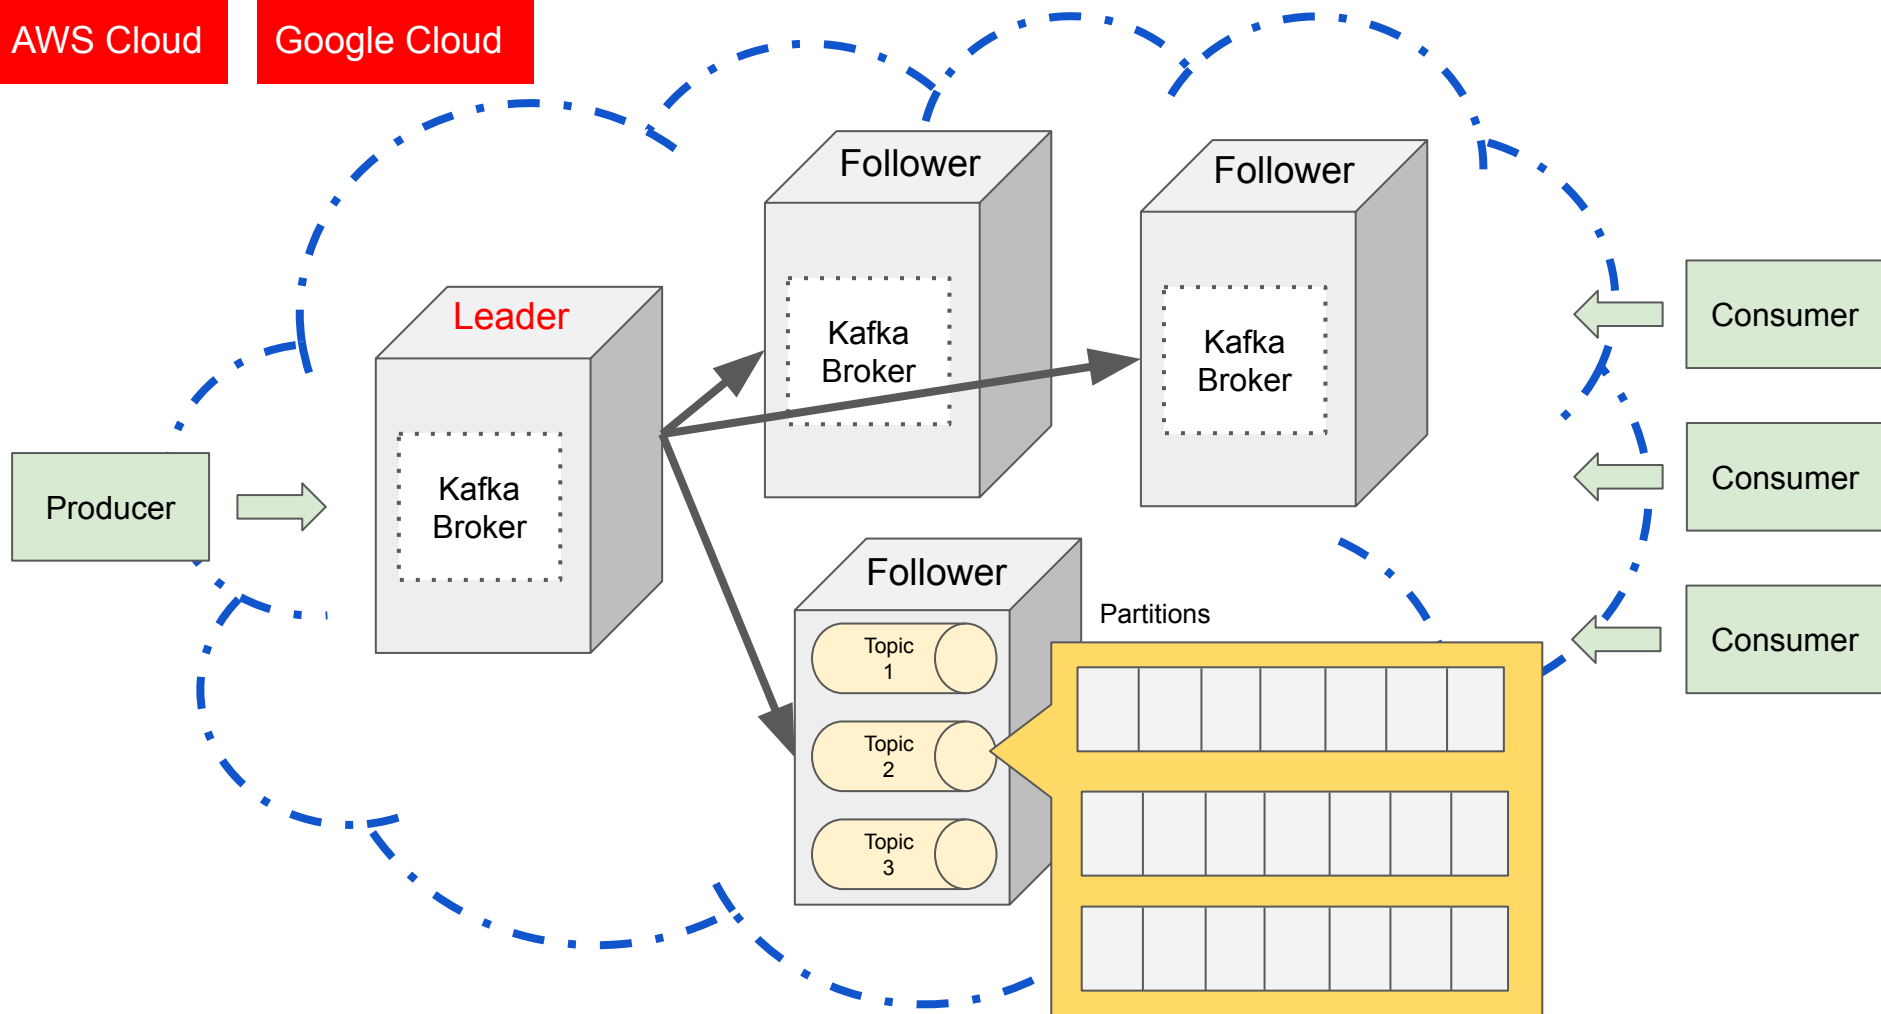 AWS Cloud
Google Cloud
Follower
Follower
Leader
Kafka
Broker
Kafka
Broker
Kafka
Broker
Producer
Consumer
Consumer
Consumer
Follower
Partitions
Topic
1
Topic
2
Topic
3